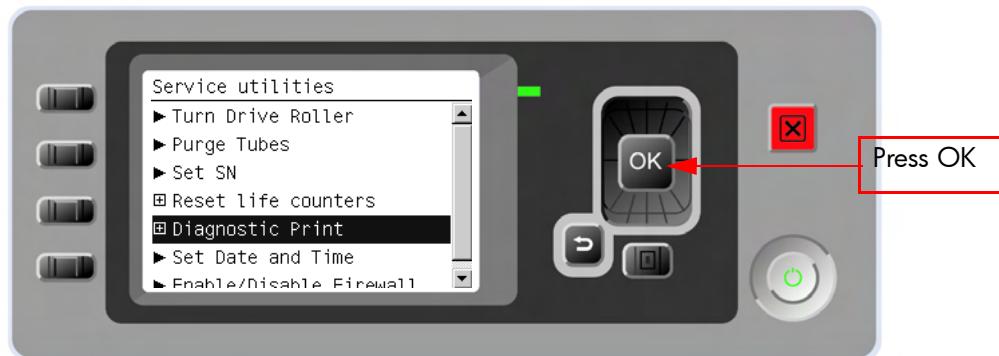 Service utilities
▶ Turn Drive Roller
▶ Purge Tubes
▶ Set SN
⊞ Reset life counters
⊞ Diagnostic Print
▶ Set Date and Time
▶ Enable/Disable Firewall
OK
Press OK